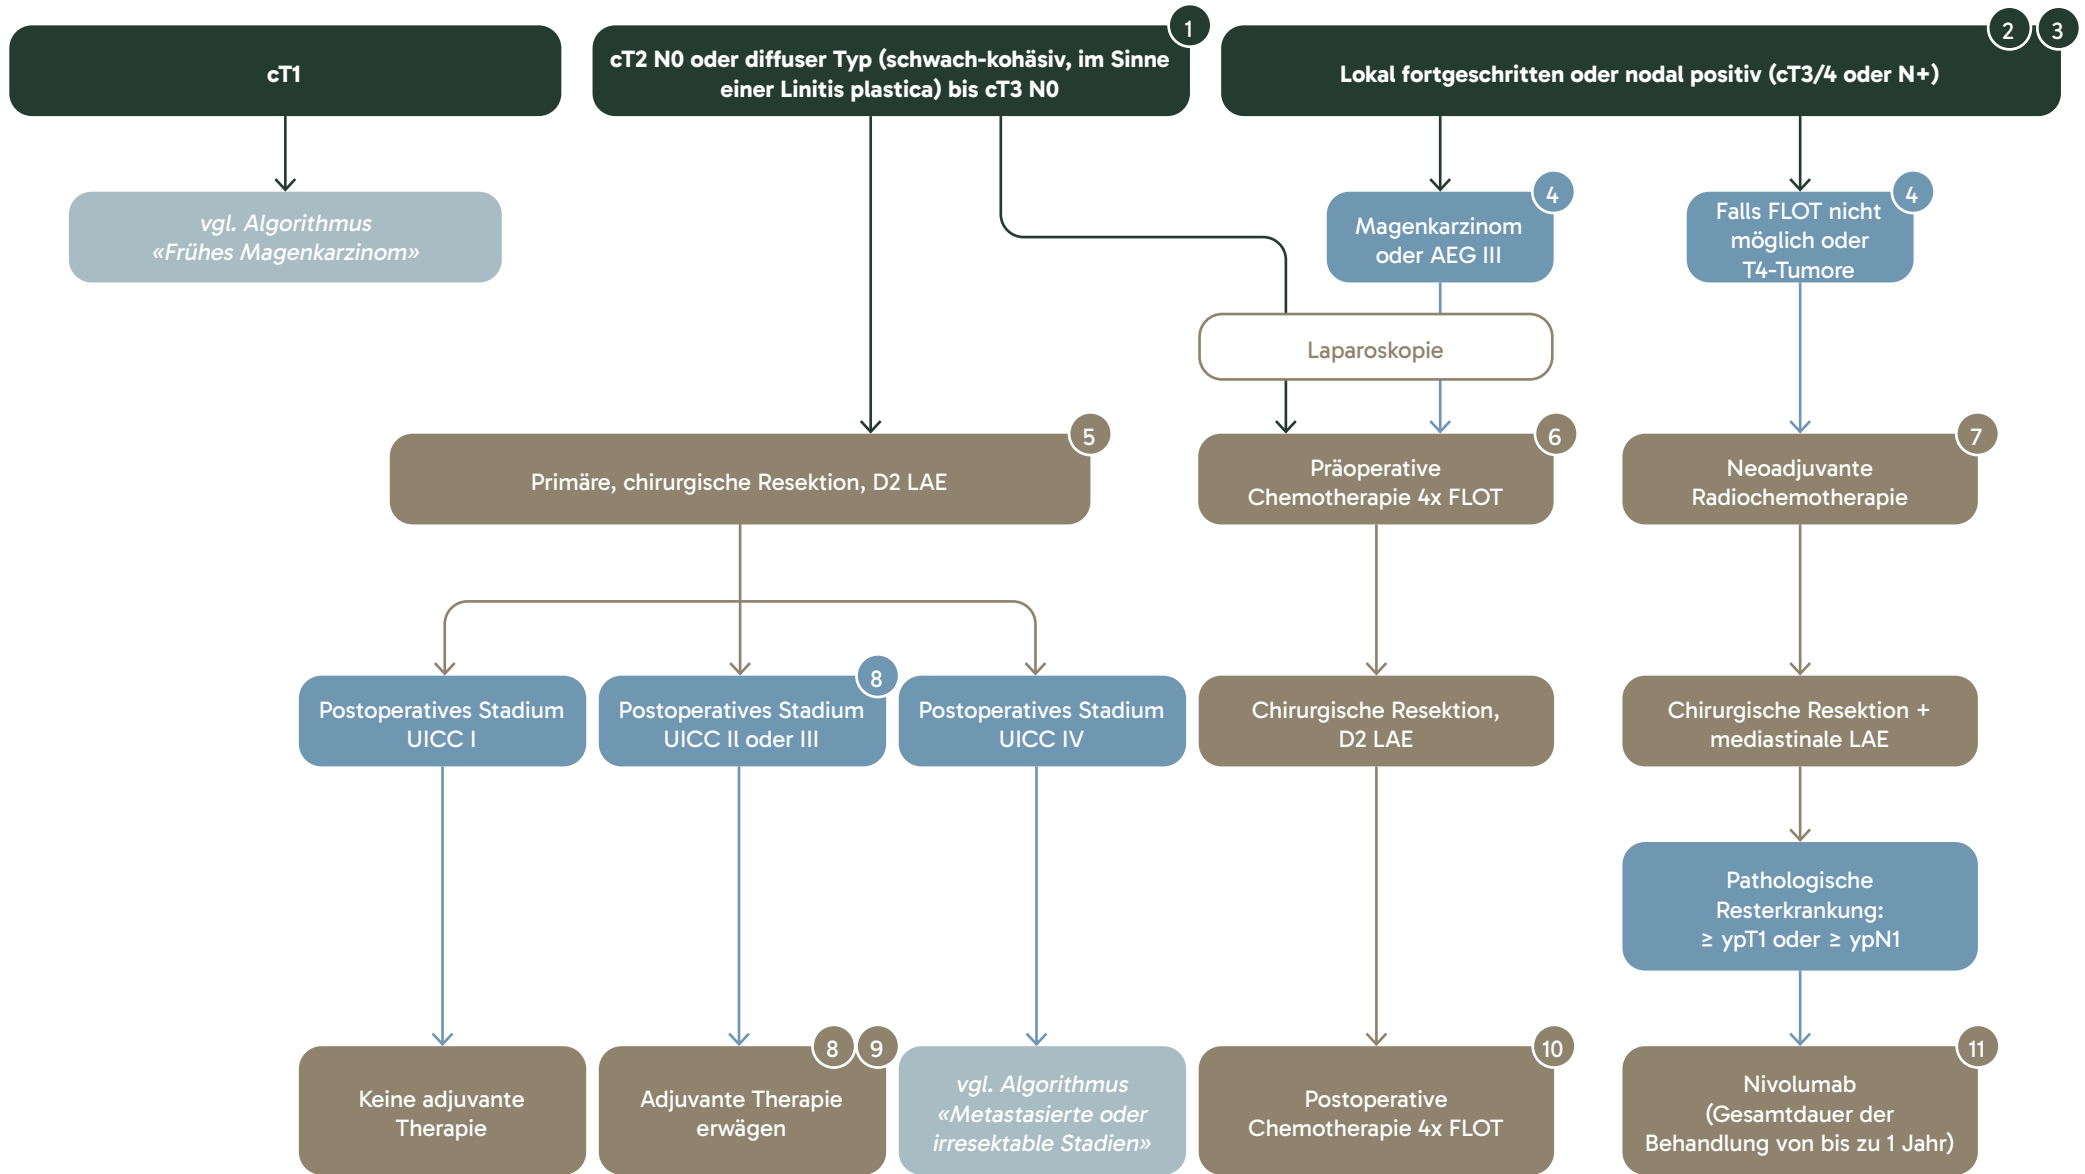 cT1
1
cT2 N0 oder diffuser Typ (schwach-kohäsiv, im Sinne
einer Linitis plastica) bis cT3 N0
2
3
Lokal fortgeschritten oder nodal positiv (cT3/4 oder N+)
vgl. Algorithmus
«Frühes Magenkarzinom»
4
Magenkarzinom
oder AEG III
4
Falls FLOT nicht
möglich oder
T4-Tumore
Laparoskopie
5
Primäre, chirurgische Resektion, D2 LAE
6
Präoperative
Chemotherapie 4x FLOT
7
Neoadjuvante
Radiochemotherapie
Postoperatives Stadium
UICC I
8
Postoperatives Stadium
UICC II oder III
Postoperatives Stadium
UICC IV
Chirurgische Resektion,
D2 LAE
Chirurgische Resektion +
mediastinale LAE
Pathologische
Resterkrankung:
≥ ypT1 oder ≥ ypN1
Keine adjuvante
Therapie
8
9
Adjuvante Therapie
erwägen
vgl. Algorithmus
«Metastasierte oder
irresektable Stadien»
10
Postoperative
Chemotherapie 4x FLOT
11
Nivolumab
(Gesamtdauer der
Behandlung von bis zu 1 Jahr)